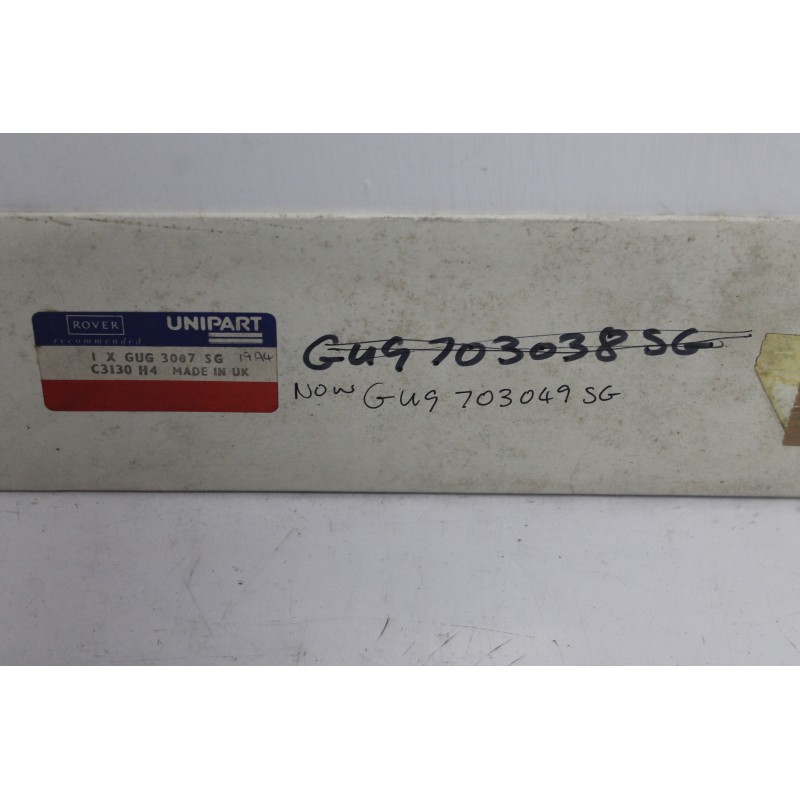 ROVER UNIPART
recommended
1 X GUG 3007 SG
C3130 H4 MADE IN UK
GUG 703038 SG
NOW GUG 703049 SG